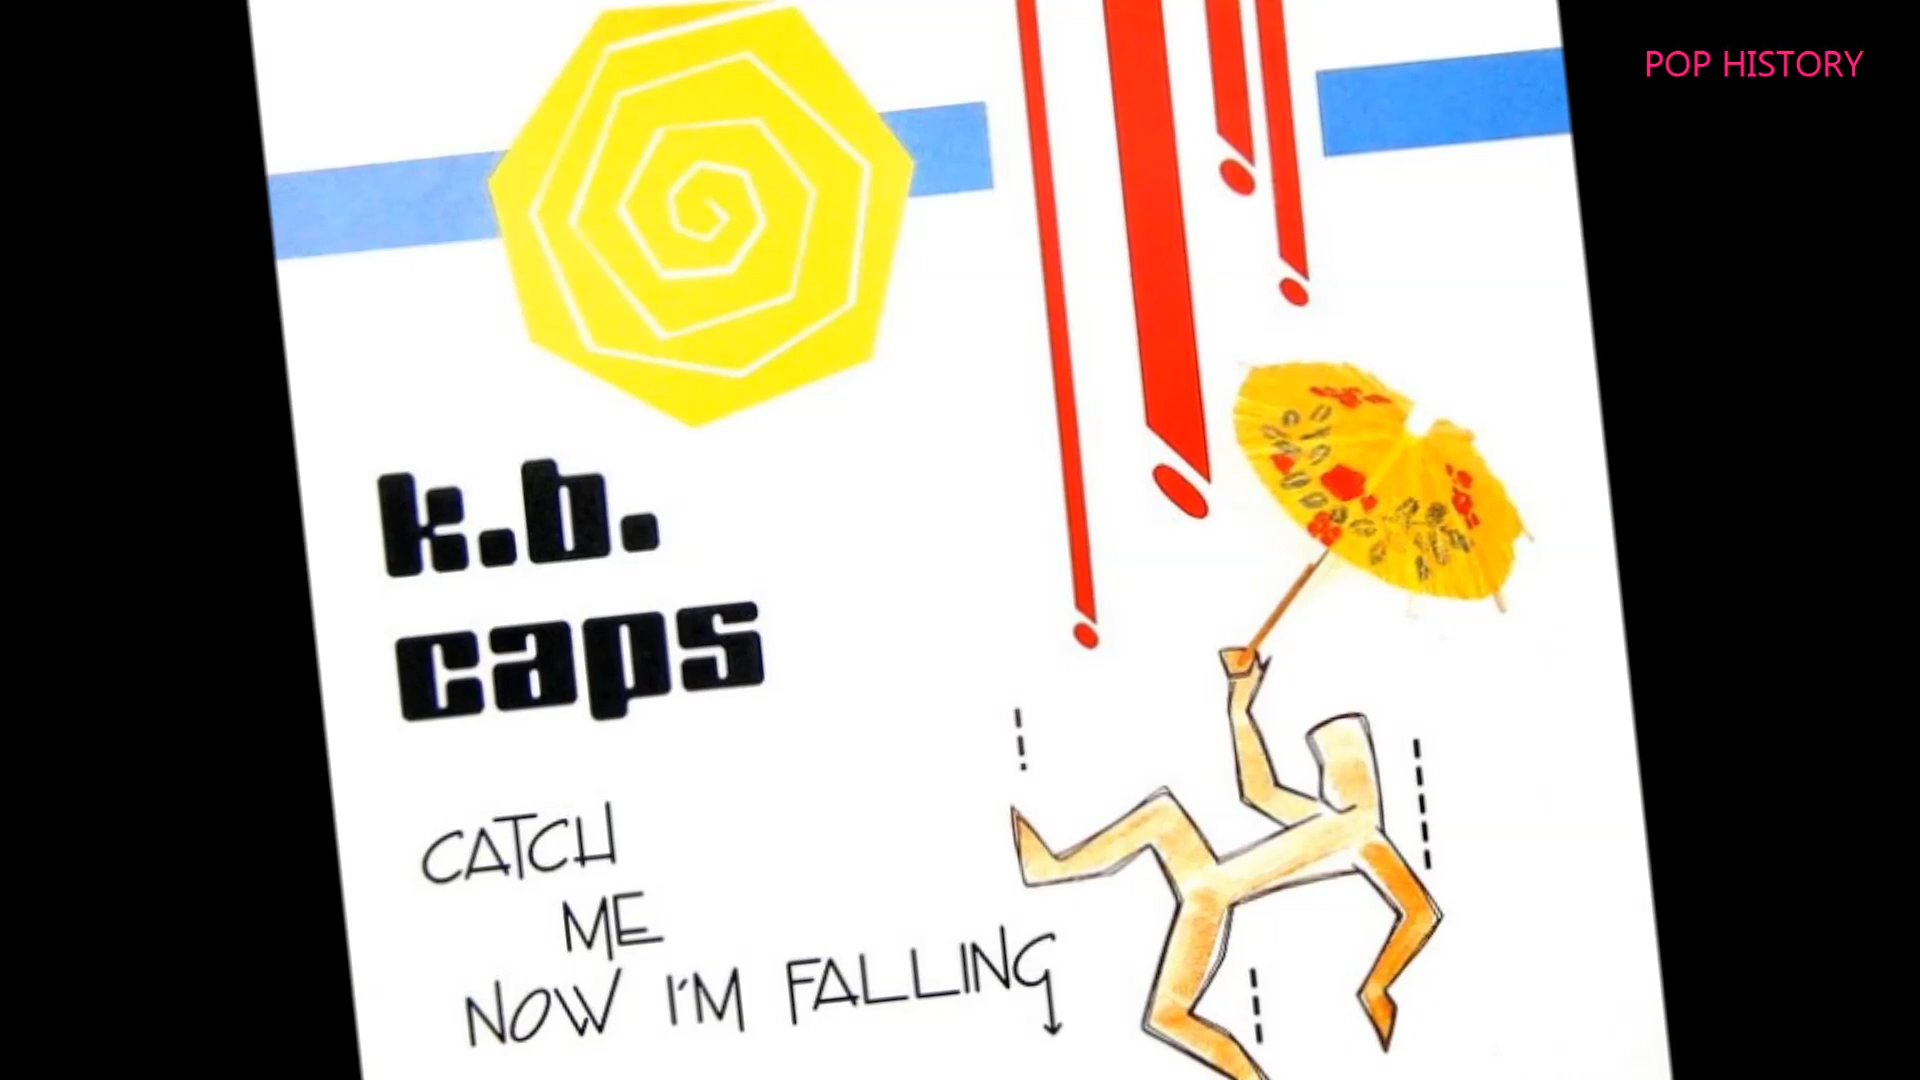 POP HISTORY
k.b.
caps
CATCH
ME
NOW I'M FALLING